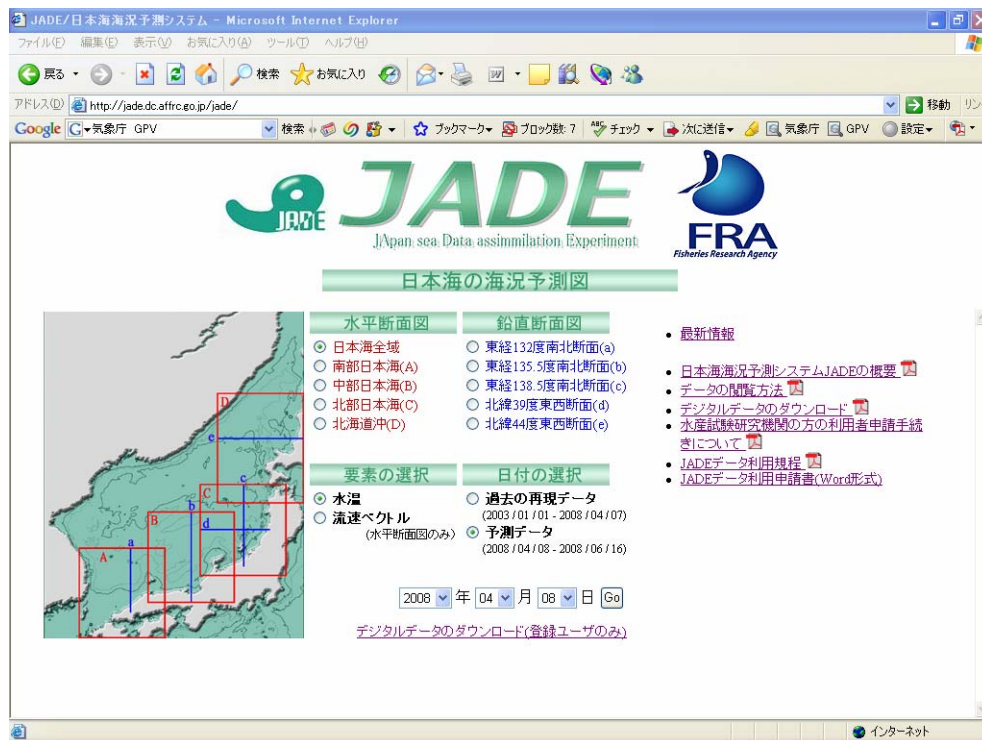 JADE/日本海海況予測システム - Microsoft Internet Explorer
ファイル(F) 編集(E) 表示(V) お気に入り(A) ツール(T) ヘルプ(H)
戻る 検索 お気に入り
アドレス(D) http://jade.dc.affrc.go.jp/jade/ 移動 リン
Google G 気象庁 GPV 検索 ブックマーク ブロック数: 7 ABC チェック 次に送信 気象庁 GPV 設定
JADE
JADE
JApan sea Data assimmilation Experiment
FRA
Fisheries Research Agency
日本海の海況予測図
水平断面図
日本海全域
南部日本海(A)
中部日本海(B)
北部日本海(C)
北海道沖(D)
鉛直断面図
東経132度南北断面(a)
東経135.5度南北断面(b)
東経138.5度南北断面(c)
北緯39度東西断面(d)
北緯44度東西断面(e)
要素の選択
水温
流速ベクトル
(水平断面図のみ)
日付の選択
過去の再現データ
(2003/01/01 - 2008/04/07)
予測データ
(2008/04/08 - 2008/06/16)
2008 年 04 月 08 日 Go
デジタルデータのダウンロード(登録ユーザのみ)
最新情報
日本海海況予測システムJADEの概要
データの閲覧方法
デジタルデータのダウンロード
水産試験研究機関の方の利用者申請手続
きについて
JADEデータ利用規程
JADEデータ利用申請書(Word形式)
D
e
C
c
B
b
d
A
a
インターネット